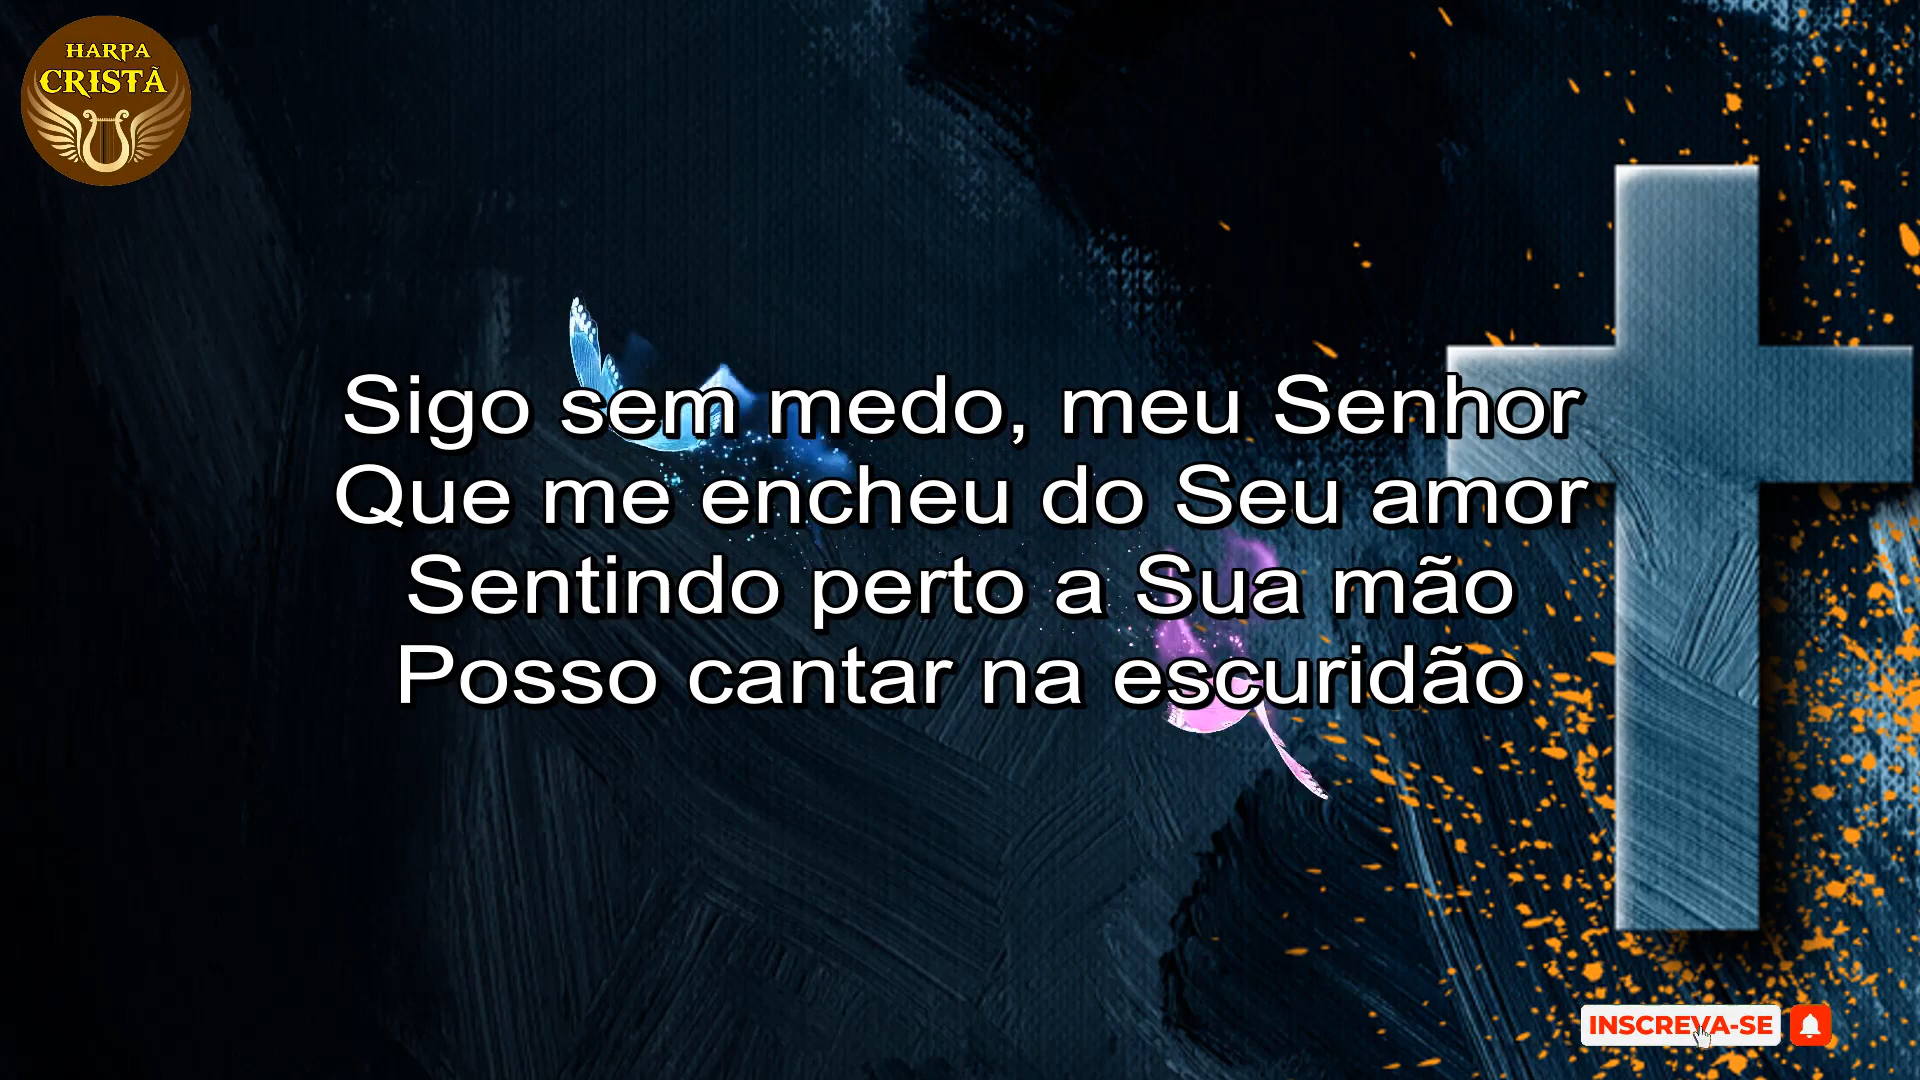 HARPA
CRISTÃ
Sigo sem medo, meu Senhor
Que me encheu do Seu amor
Sentindo perto a Sua mão
Posso cantar na escuridão
INSCREVA-SE